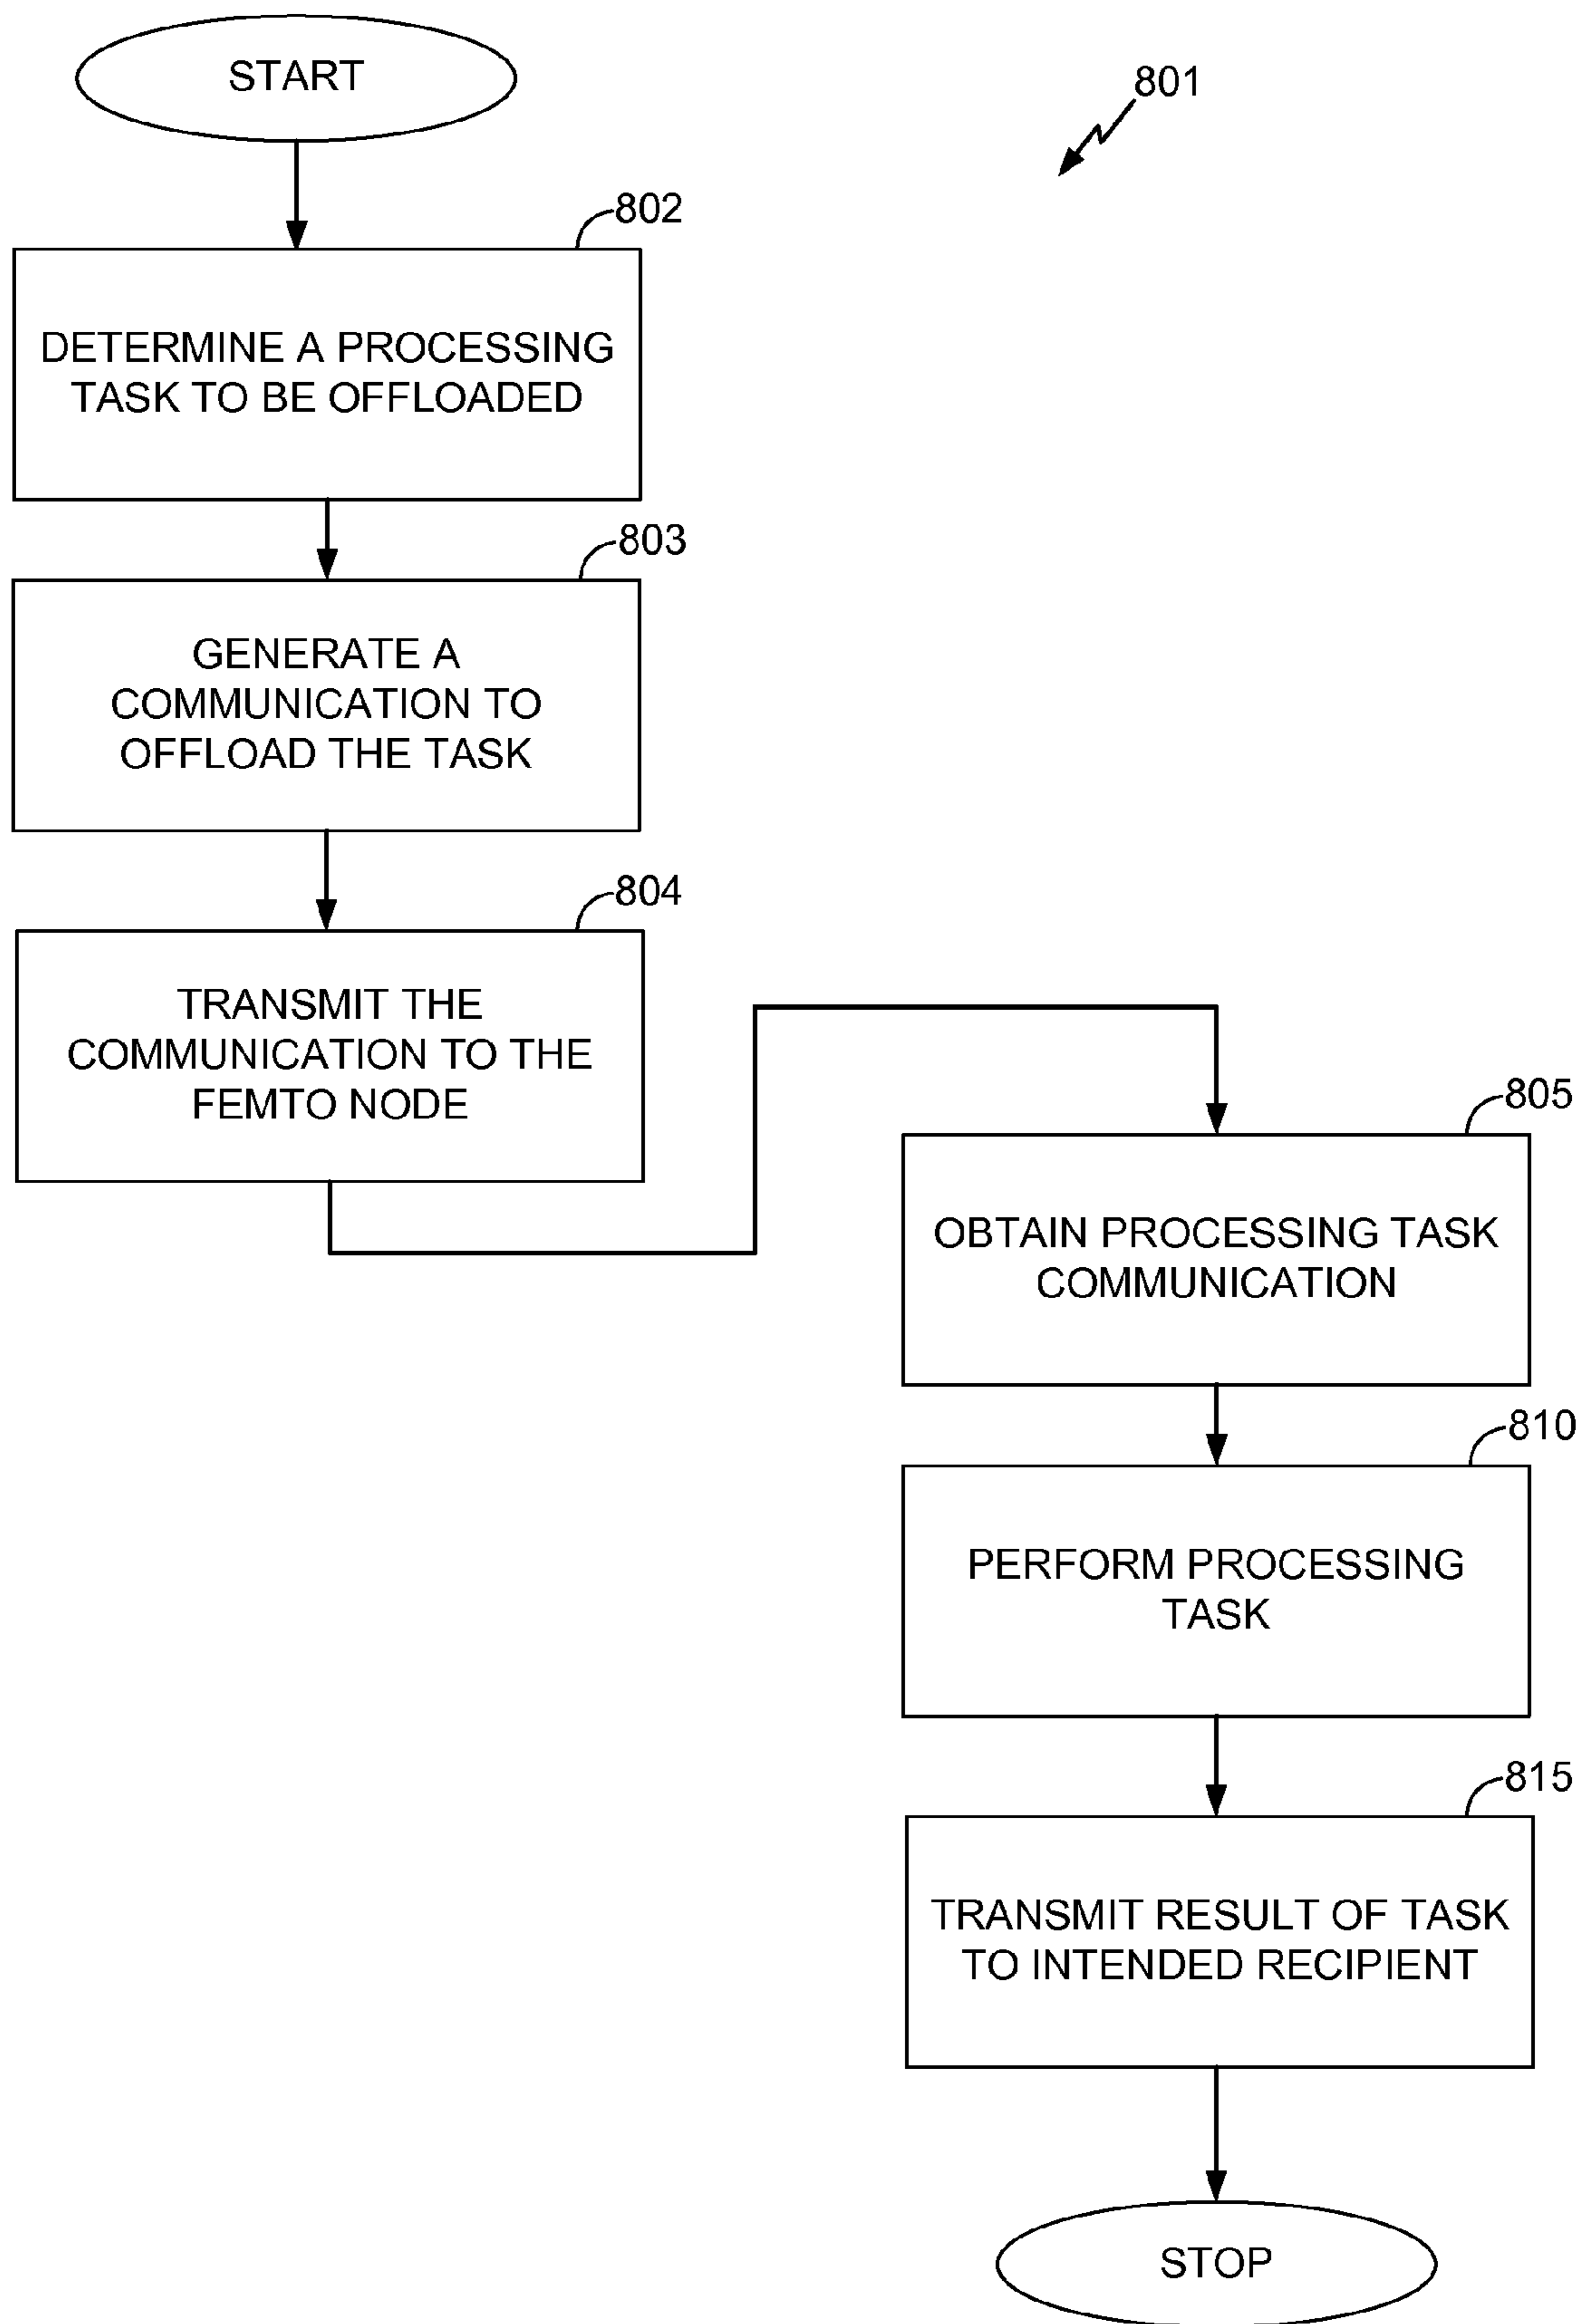 START
801
802
DETERMINE A PROCESSING
TASK TO BE OFFLOADED
803
GENERATE A
COMMUNICATION TO
OFFLOAD THE TASK
804
TRANSMIT THE
COMMUNICATION TO THE
FEMTO NODE
805
OBTAIN PROCESSING TASK
COMMUNICATION
810
PERFORM PROCESSING
TASK
815
TRANSMIT RESULT OF TASK
TO INTENDED RECIPIENT
STOP